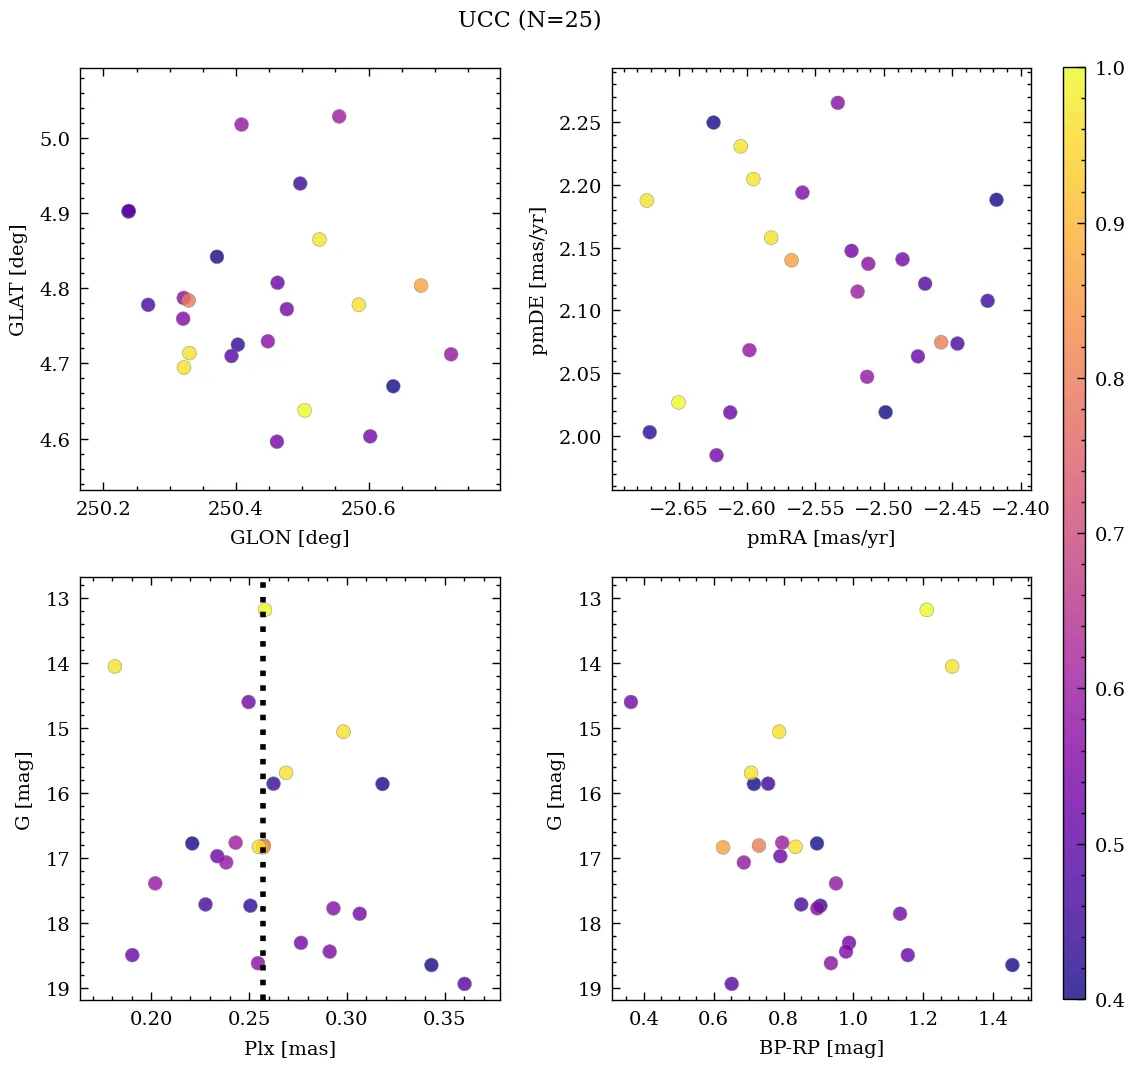 UCC (N=25)
5.0
4.9
4.8
4.7
4.6
GLAT [deg]
250.2 250.4 250.6
GLON [deg]
2.25
2.20
2.15
2.10
2.05
2.00
pmDE [mas/yr]
−2.65 −2.60 −2.55 −2.50 −2.45 −2.40
pmRA [mas/yr]
13
14
15
16
17
18
19
G [mag]
0.20 0.25 0.30 0.35
Plx [mas]
13
14
15
16
17
18
19
G [mag]
0.4 0.6 0.8 1.0 1.2 1.4
BP-RP [mag]
1.0
0.9
0.8
0.7
0.6
0.5
0.4